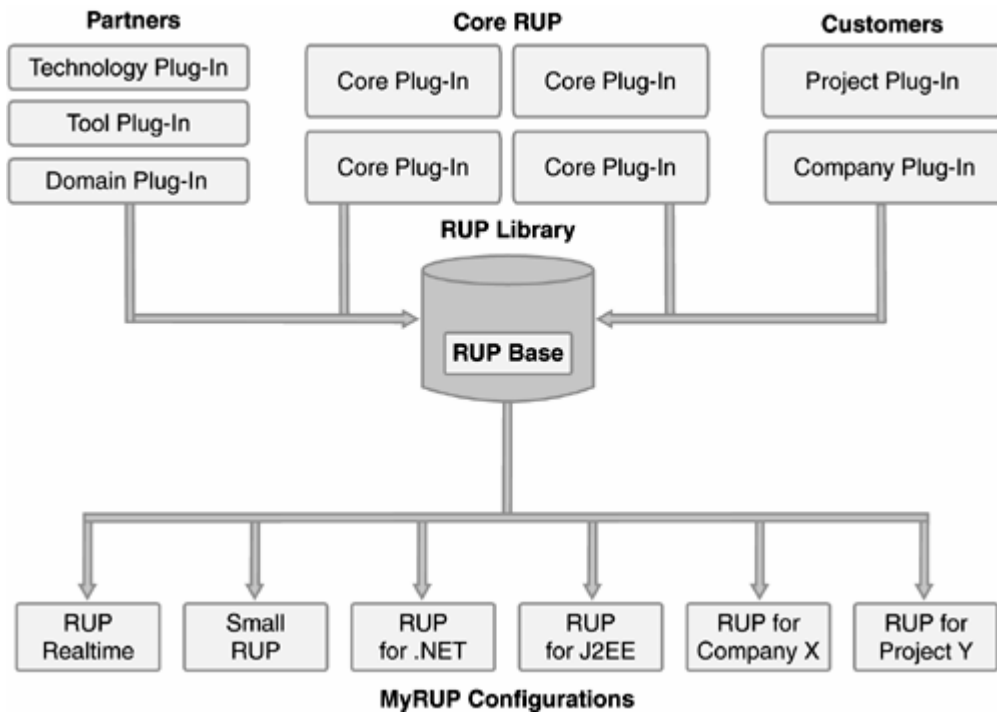 Partners
Core RUP
Customers
Technology Plug-In
Tool Plug-In
Domain Plug-In
Core Plug-In
Core Plug-In
Core Plug-In
Core Plug-In
Project Plug-In
Company Plug-In
RUP Library
RUP Base
RUP
Realtime
Small
RUP
RUP
for .NET
RUP
for J2EE
RUP for
Company X
RUP for
Project Y
MyRUP Configurations